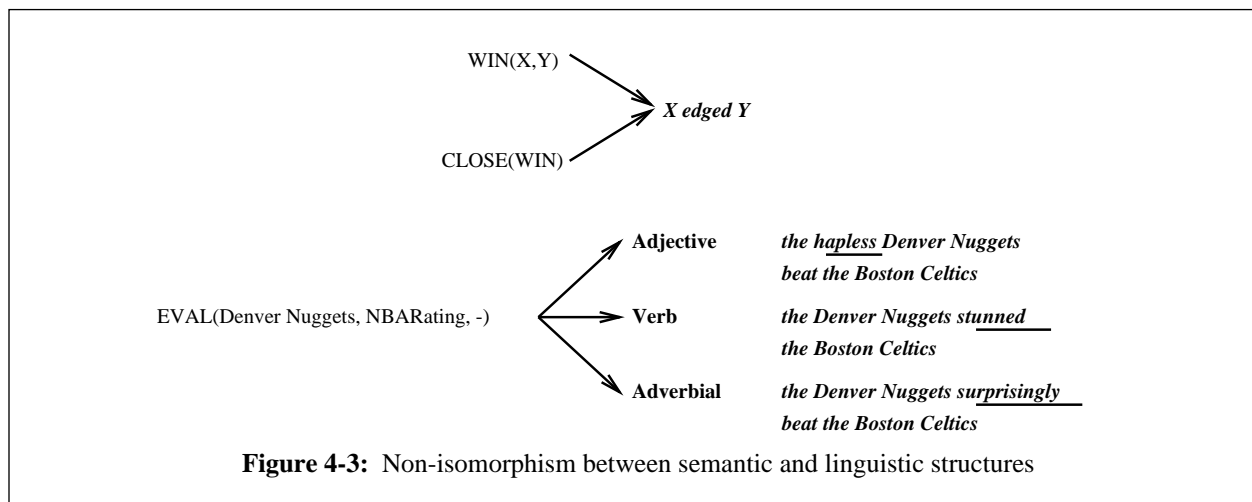 WIN(X,Y)
X edged Y
CLOSE(WIN)
Adjective the hapless Denver Nuggets
beat the Boston Celtics
EVAL(Denver Nuggets, NBARating, -) Verb the Denver Nuggets stunned
the Boston Celtics
Adverbial the Denver Nuggets surprisingly
beat the Boston Celtics
Figure 4-3: Non-isomorphism between semantic and linguistic structures